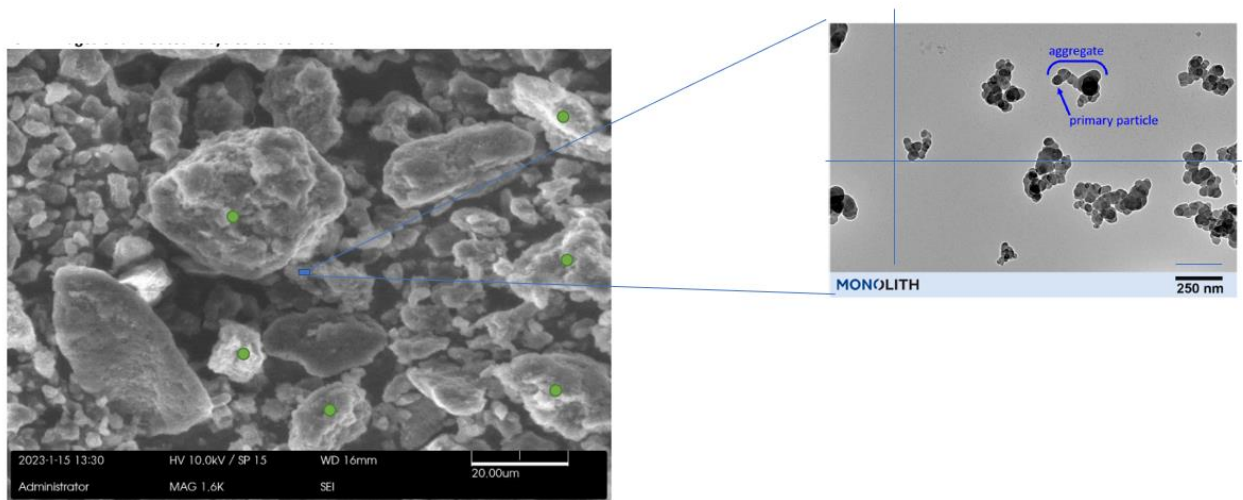 aggregate
primary particle
MONOLITH
250 nm
2023-1-15 13:30 HV 10.0kV / SP 15 WD 16mm 20.00um
Administrator MAG 1.6K SEI